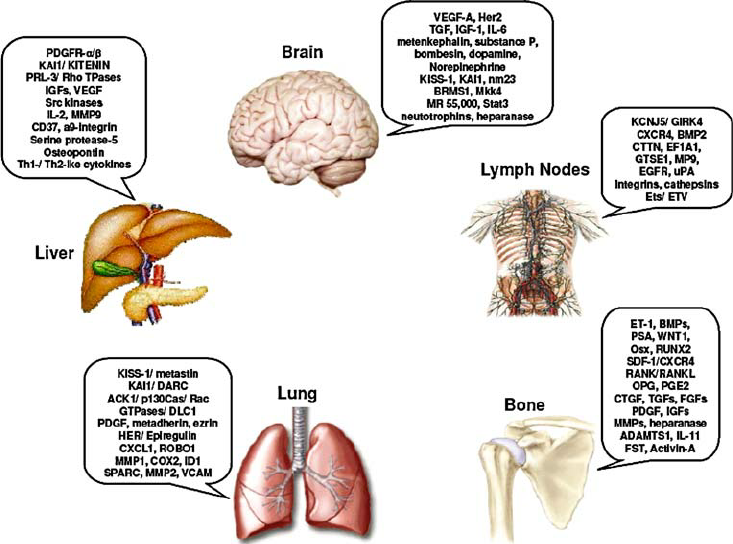 Brain
VEGF-A, Her2
TGF, IGF-1, IL-6
metenkephalin, substance P,
bombesin, dopamine,
Norepinephrine
KISS-1, KAI1, nm23
BRMS1, Mkk4
MR 55,000, Stat3
neutotrophins, heparanase
PDGFR-α/β
KAI1/ KITENIN
PRL-3/ Rho TPases
IGFs, VEGF
Src kinases
IL-2, MMP9
CD37, a9-integrin
Serine protease-5
Osteopontin
Th1-/ Th2-like cytokines
Liver
Lymph Nodes
KCNJ5/ GIRK4
CXCR4, BMP2
CTTN, EF1A1,
GTSE1, MP9,
EGFR, uPA
Integrins, cathepsins
Ets/ ETV
KISS-1/ metastin
KAI1/ DARC
ACK1/ p130Cas/ Rac
GTPases/ DLC1
PDGF, metadherin, ezrin
HER/ Epiregulin
CXCL1, ROBO1
MMP1, COX2, ID1
SPARC, MMP2, VCAM
Lung
Bone
ET-1, BMPs,
PSA, WNT1,
Osx, RUNX2
SDF-1/CXCR4
RANK/RANKL
OPG, PGE2
CTGF, TGFs, FGFs
PDGF, IGFs
MMPs, heparanase
ADAMTS1, IL-11
FST, Activin-A